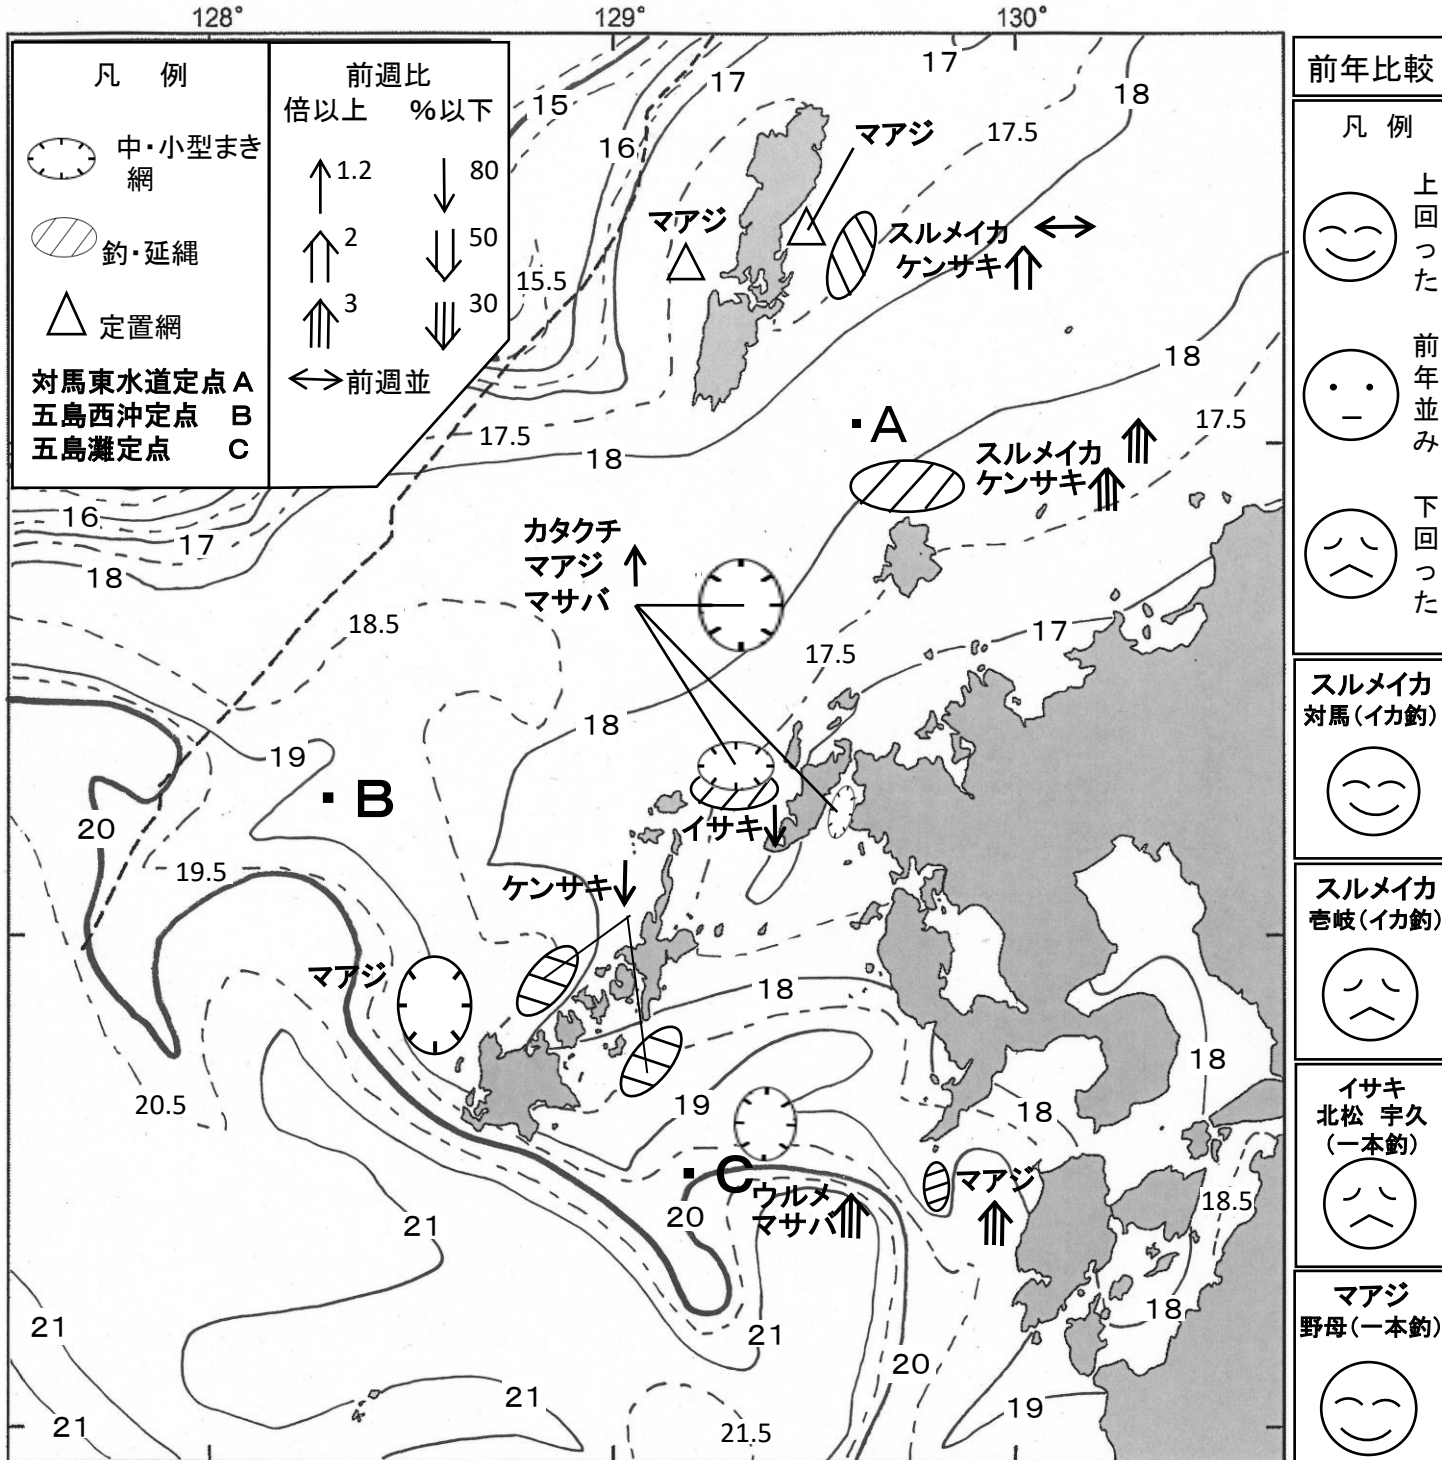 128°
129°
130°
凡 例
中・小型まき
網
釣・延縄
定置網
対馬東水道定点 A
五島西沖定点 B
五島灘定点 C
前週比
倍以上 %以下
1.2 80
2 50
3 30
前週並
15
16
17
17
18
17.5
マアジ
マアジ
スルメイカ
ケンサキ
15.5
17.5
18
18
A
17.5
スルメイカ
ケンサキ
16
17
18
カタクチ
マアジ
マサバ
18.5
17
17.5
18
19
B
20
イサキ
19.5
ケンサキ
マアジ
18
18
20.5
19
18
C
ウルメ
マサバ
マアジ
18.5
20
21
21
21
18
20
21
21
19
21.5
前年比較
凡 例
上回った
前年並み
下回った
スルメイカ
対馬(イカ釣)
スルメイカ
壱岐(イカ釣)
イサキ
北松 宇久
(一本釣)
マアジ
野母(一本釣)